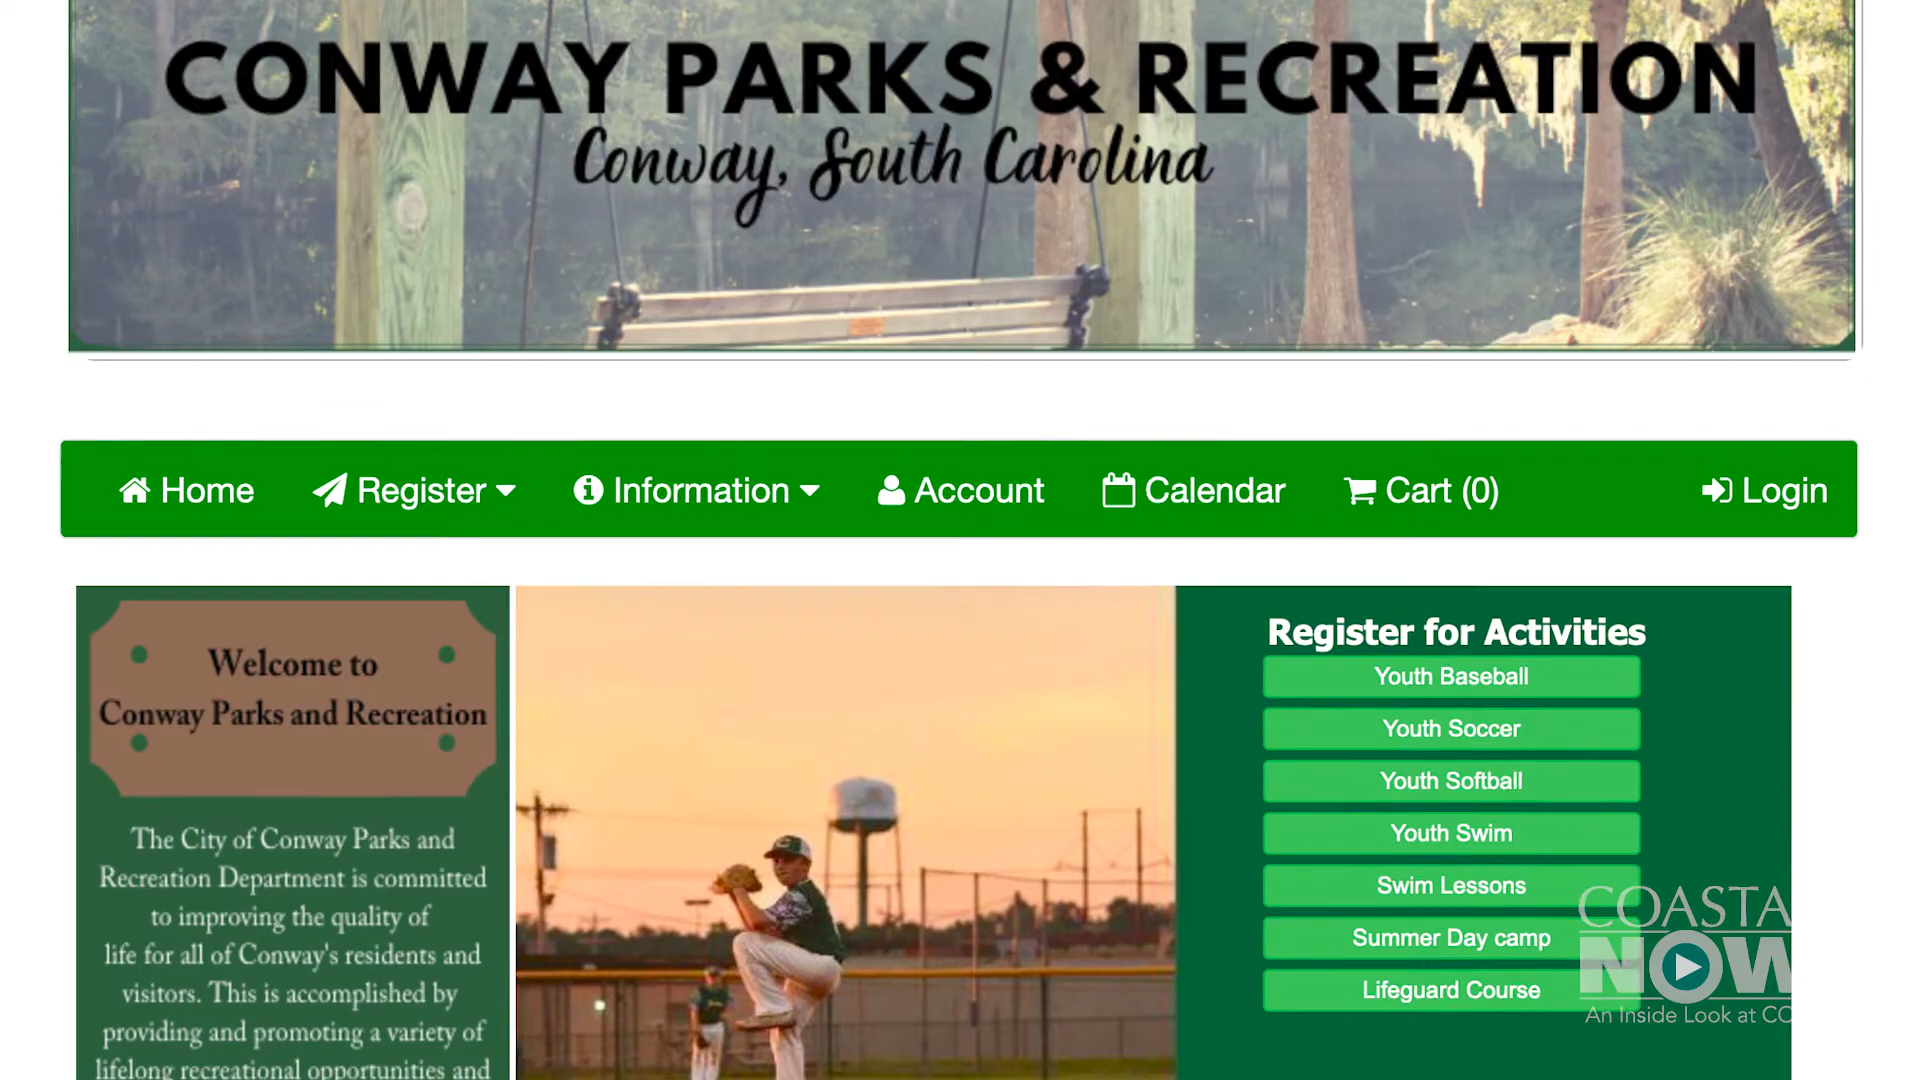 CONWAY PARKS & RECREATION
Conway, South Carolina
Home Register Information Account Calendar Cart (0) Login
Welcome to
Conway Parks and Recreation
The City of Conway Parks and
Recreation Department is committed
to improving the quality of
life for all of Conway's residents and
visitors. This is accomplished by
providing and promoting a variety of
lifelong recreational opportunities and
Register for Activities
Youth Baseball
Youth Soccer
Youth Softball
Youth Swim
Swim Lessons
Summer Day camp
Lifeguard Course
COASTA
NOW
An Inside Look at CC